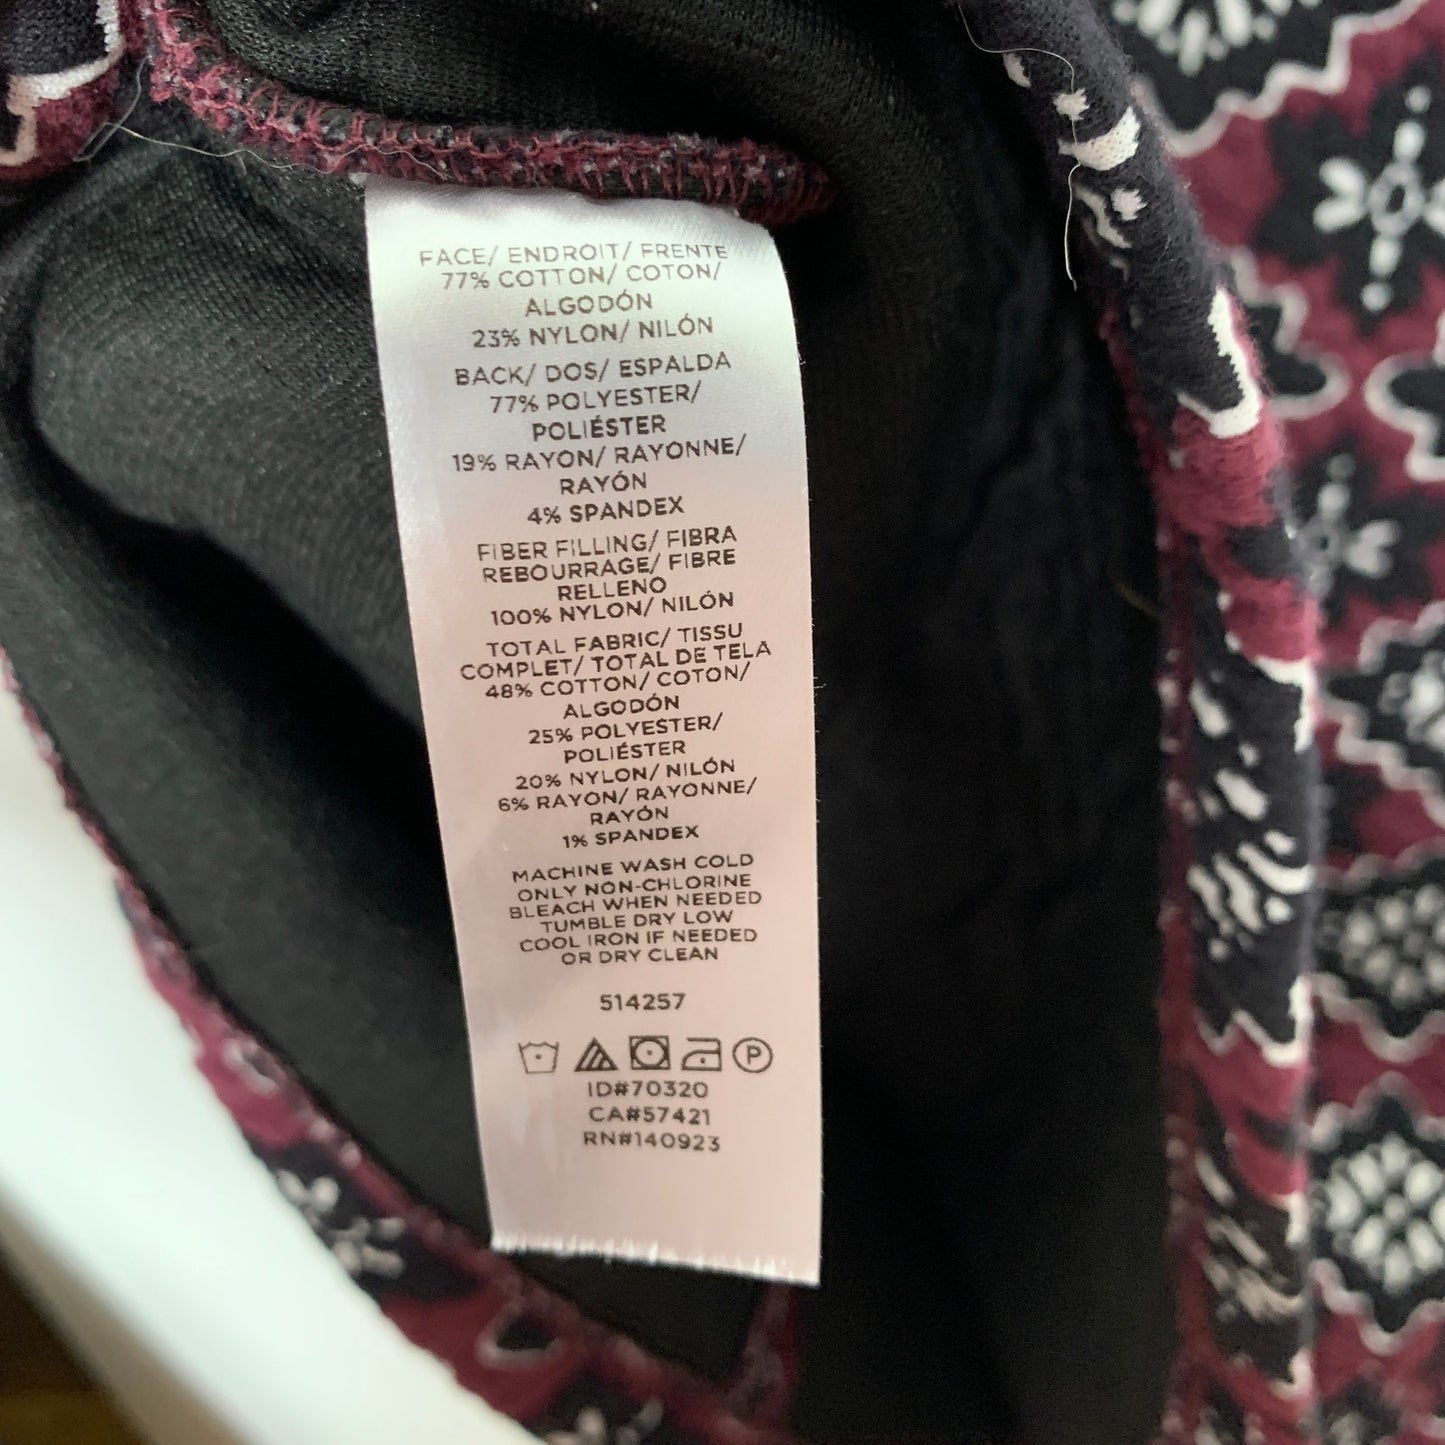 FACE/ ENDROIT/ FRENTE
77% COTTON/ COTON/
ALGODÓN
23% NYLON/ NILÓN
BACK/ DOS/ ESPALDA
77% POLYESTER/
POLIÉSTER
19% RAYON/ RAYONNE/
RAYÓN
4% SPANDEX
FIBER FILLING/ FIBRA
REBOURRAGE/ FIBRE
RELLENO
100% NYLON/ NILÓN
TOTAL FABRIC/ TISSU
COMPLET/ TOTAL DE TELA
48% COTTON/ COTON/
ALGODÓN
25% POLYESTER/
POLIÉSTER
20% NYLON/ NILÓN
6% RAYON/ RAYONNE/
RAYÓN
1% SPANDEX
MACHINE WASH COLD
ONLY NON-CHLORINE
BLEACH WHEN NEEDED
TUMBLE DRY LOW
COOL IRON IF NEEDED
OR DRY CLEAN
514257
P
ID#70320
CA#57421
RN#140923